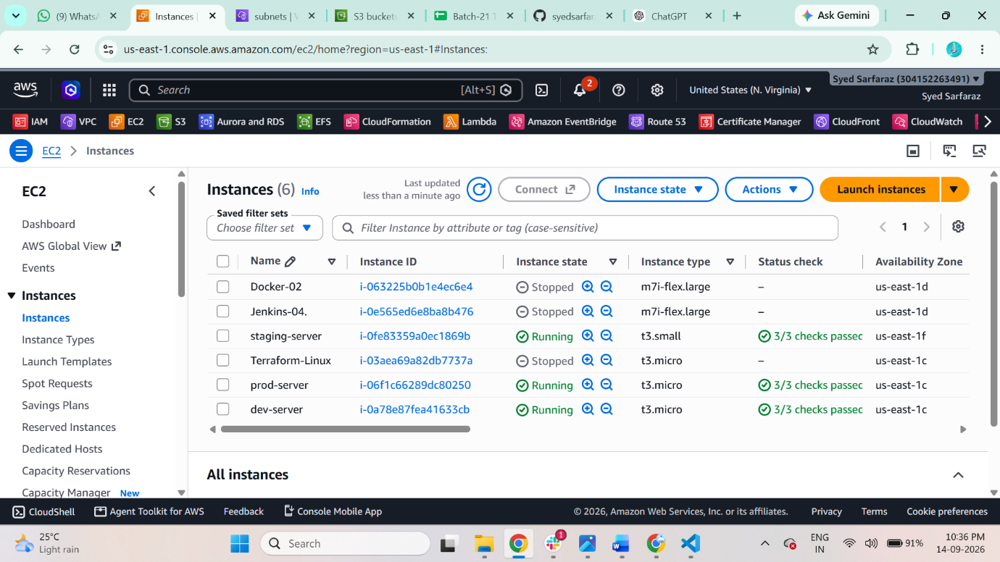 (9) WhatsA
Instances |
subnets | V
S3 buckets
Batch-21 T
syedsarfara
ChatGPT
Ask Gemini
us-east-1.console.aws.amazon.com/ec2/home?region=us-east-1#Instances:
aws
Search
[Alt+S]
2
United States (N. Virginia)
Syed Sarfaraz (304152263491)
Syed Sarfaraz
IAM
VPC
EC2
S3
Aurora and RDS
EFS
CloudFormation
Lambda
Amazon EventBridge
Route 53
Certificate Manager
CloudFront
CloudWatch
EC2
Instances
EC2
Dashboard
AWS Global View
Events
Instances
Instances
Instance Types
Launch Templates
Spot Requests
Savings Plans
Reserved Instances
Dedicated Hosts
Capacity Reservations
Capacity Manager New
Instances (6) Info
Last updated
less than a minute ago
Connect
Instance state
Actions
Launch instances
Saved filter sets
Choose filter set
Filter Instance by attribute or tag (case-sensitive)
1
Name Instance ID Instance state Instance type Status check Availability Zone
Docker-02 i-063225b0b1e4ec6e4 Stopped m7i-flex.large – us-east-1d
Jenkins-04. i-0e565ed6e8ba8b476 Stopped m7i-flex.large – us-east-1d
staging-server i-0fe83359a0ec1869b Running t3.small 3/3 checks passed us-east-1f
Terraform-Linux i-03aea69a82db7737a Stopped t3.micro – us-east-1c
prod-server i-06f1c66289dc80250 Running t3.micro 3/3 checks passed us-east-1c
dev-server i-0a78e87fea41633cb Running t3.micro 3/3 checks passed us-east-1c
All instances
CloudShell
Agent Toolkit for AWS
Feedback
Console Mobile App
© 2026, Amazon Web Services, Inc. or its affiliates.
Privacy
Terms
Cookie preferences
25°C
Light rain
Search
1
ENG
IN
91%
10:36 PM
14-09-2026